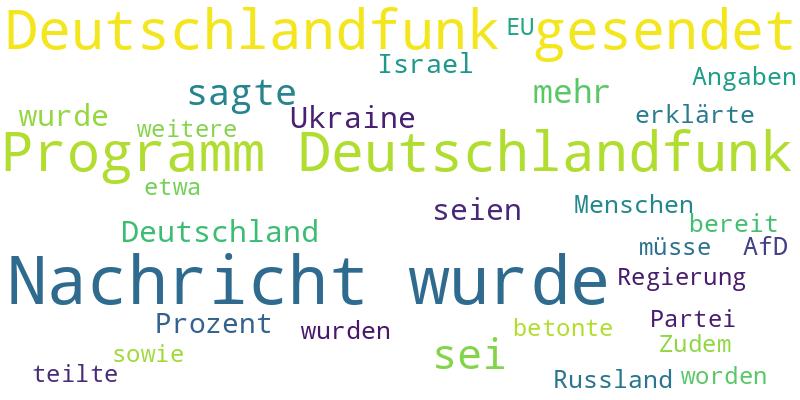 Deutschlandfunk gesendet
EU
Israel
Angaben
sagte
mehr
wurde
Ukraine
erklärte
weitere
Programm Deutschlandfunk
etwa
seien
Menschen
bereit
Deutschland
müsse
AfD
Nachricht wurde
Regierung
Prozent
wurden
betonte
Partei
sowie
sei
Zudem
teilte
Russland
worden